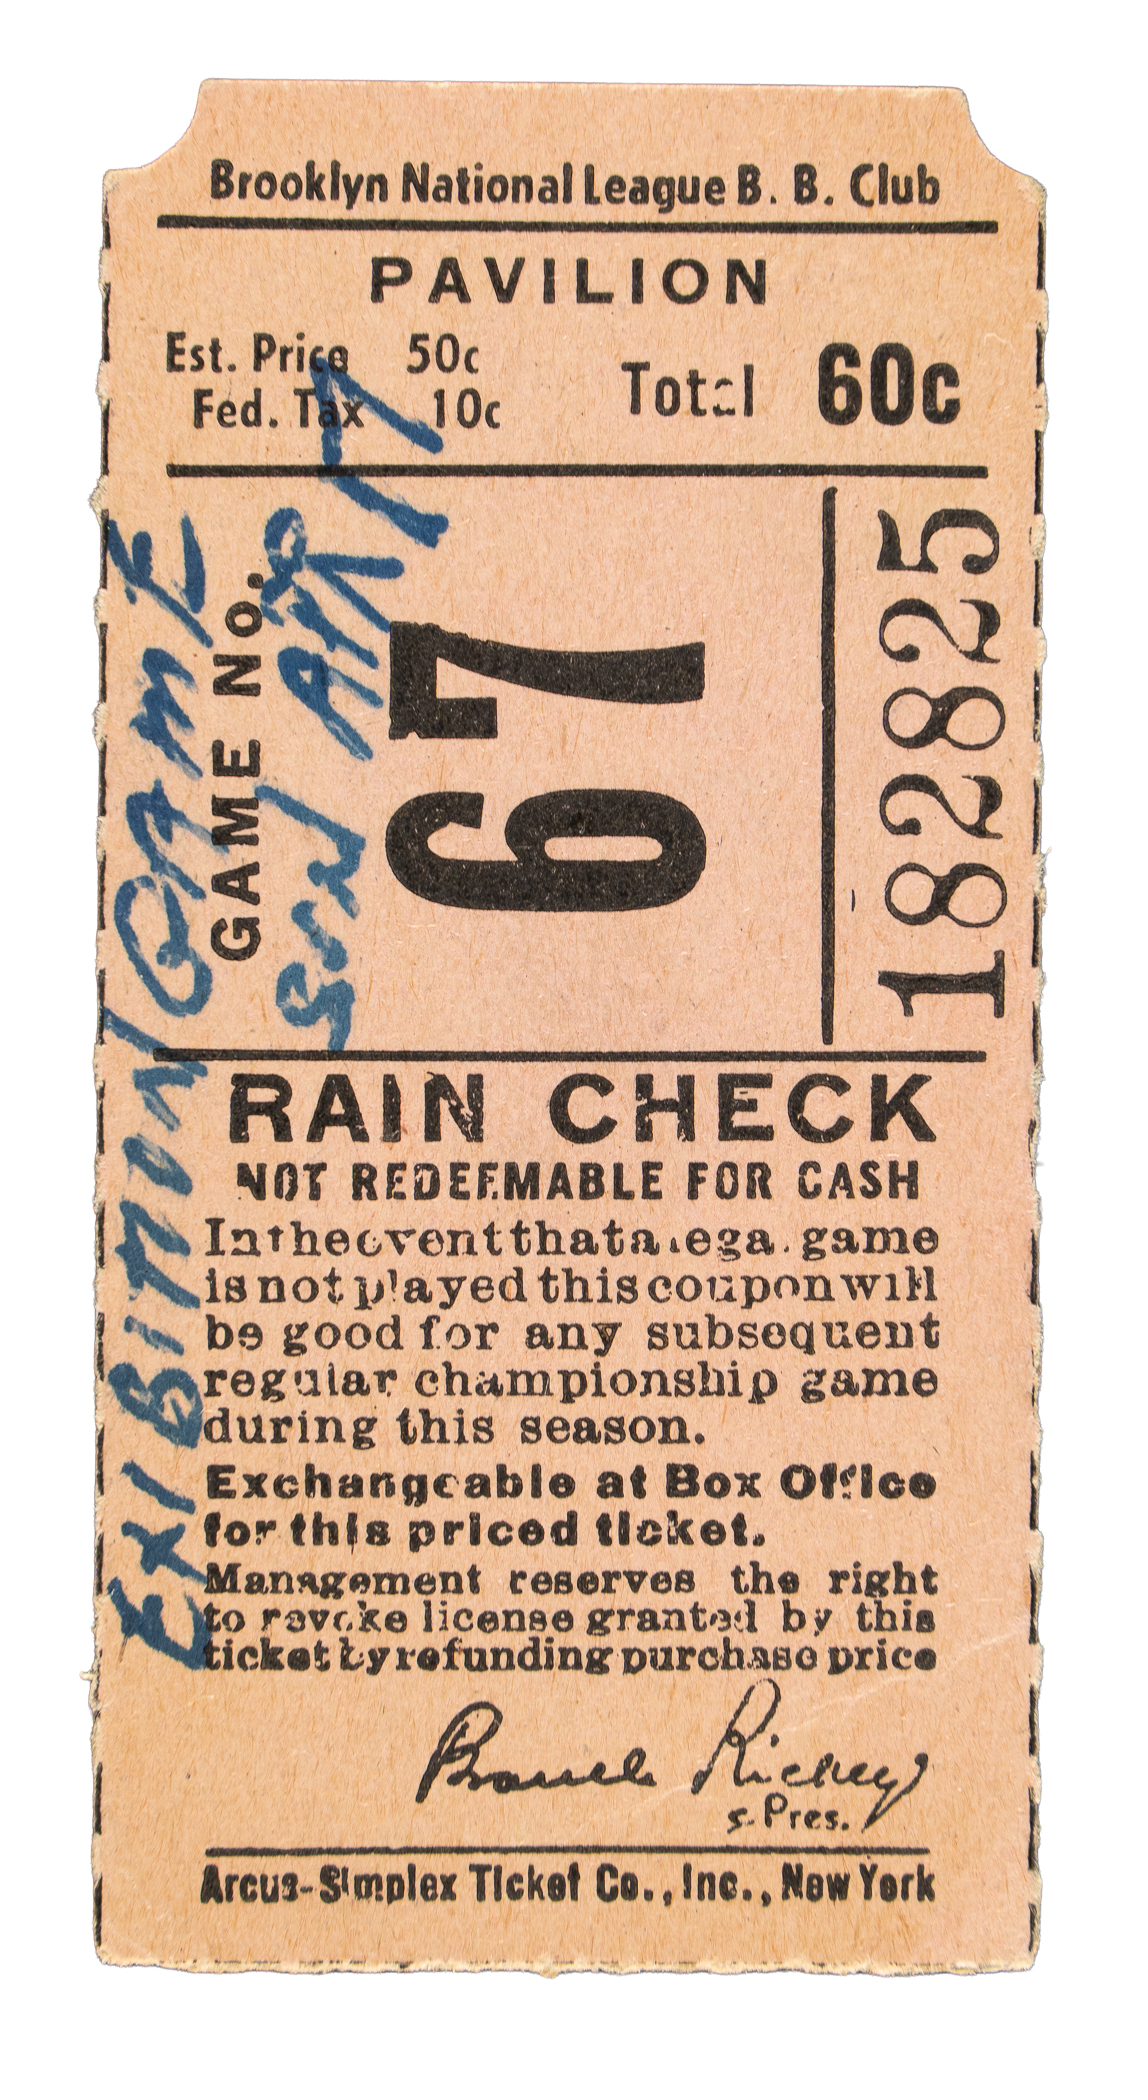 Brooklyn National League B. B. Club
PAVILION
Est. Price 50c
Fed. Tax 10c
Total 60c
GAME No.
67
182825
EXIBITION GAME
SUN APR
RAIN CHECK
NOT REDEEMABLE FOR CASH
In the event that a legal game
is not played this coupon will
be good for any subsequent
regular championship game
during this season.
Exchangeable at Box Office
for this priced ticket.
Management reserves the right
to revoke license granted by this
ticket by refunding purchase price
Branch Rickey
Pres.
Arcus-Simplex Ticket Co., Inc., New York